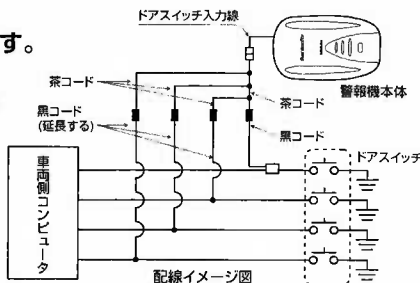 す。
ドアスイッチ入力線
警報機本体
茶コード
茶コード
黒コード
(延長する)
黒コード
ドアスイッチ
車両側コンピュータ
配線イメージ図